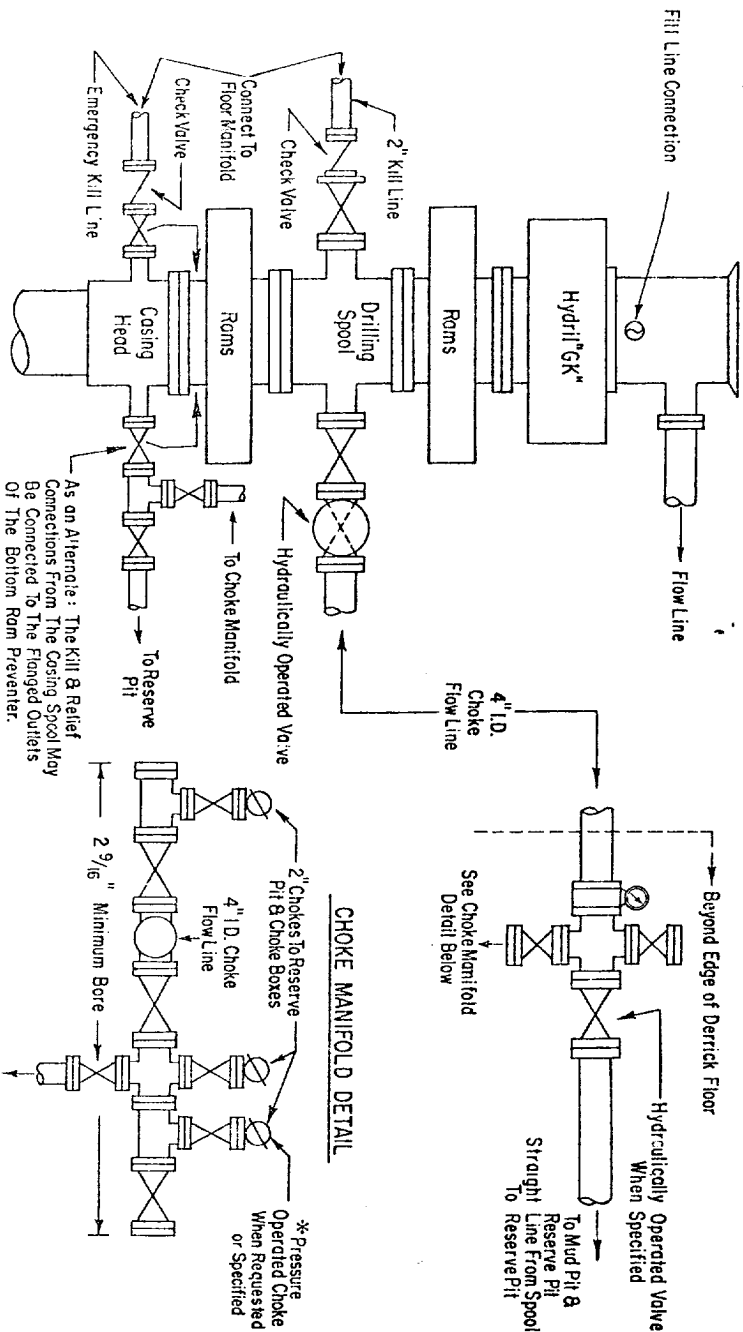 Fill Line Connection
Flow Line
Hydril "GK"
Rams
2" Kill Line
Check Valve
Drilling
Spool
Hydraulically Operated Valve
4" I.D.
Choke
Flow Line
Connect To
Floor Manifold
Rams
Check Valve
Emergency Kill Line
Casing
Head
To Choke Manifold
To Reserve
Pit
As an Alternate: The Kill & Relief
Connections From The Casing Spool May
Be Connected To The Flanged Outlets
Of The Bottom Ram Preventer.
Beyond Edge of Derrick Floor
Hydraulically Operated Valve
When Specified
See Choke Manifold
Detail Below
To Mud Pit &
Reserve Pit
Straight Line From Spool
To Reserve Pit
CHOKE MANIFOLD DETAIL
2" Chokes To Reserve
Pit & Choke Boxes
4" I.D. Choke
Flow Line
*Pressure
Operated Choke
When Requested
or Specified
2 9/16" Minimum Bore